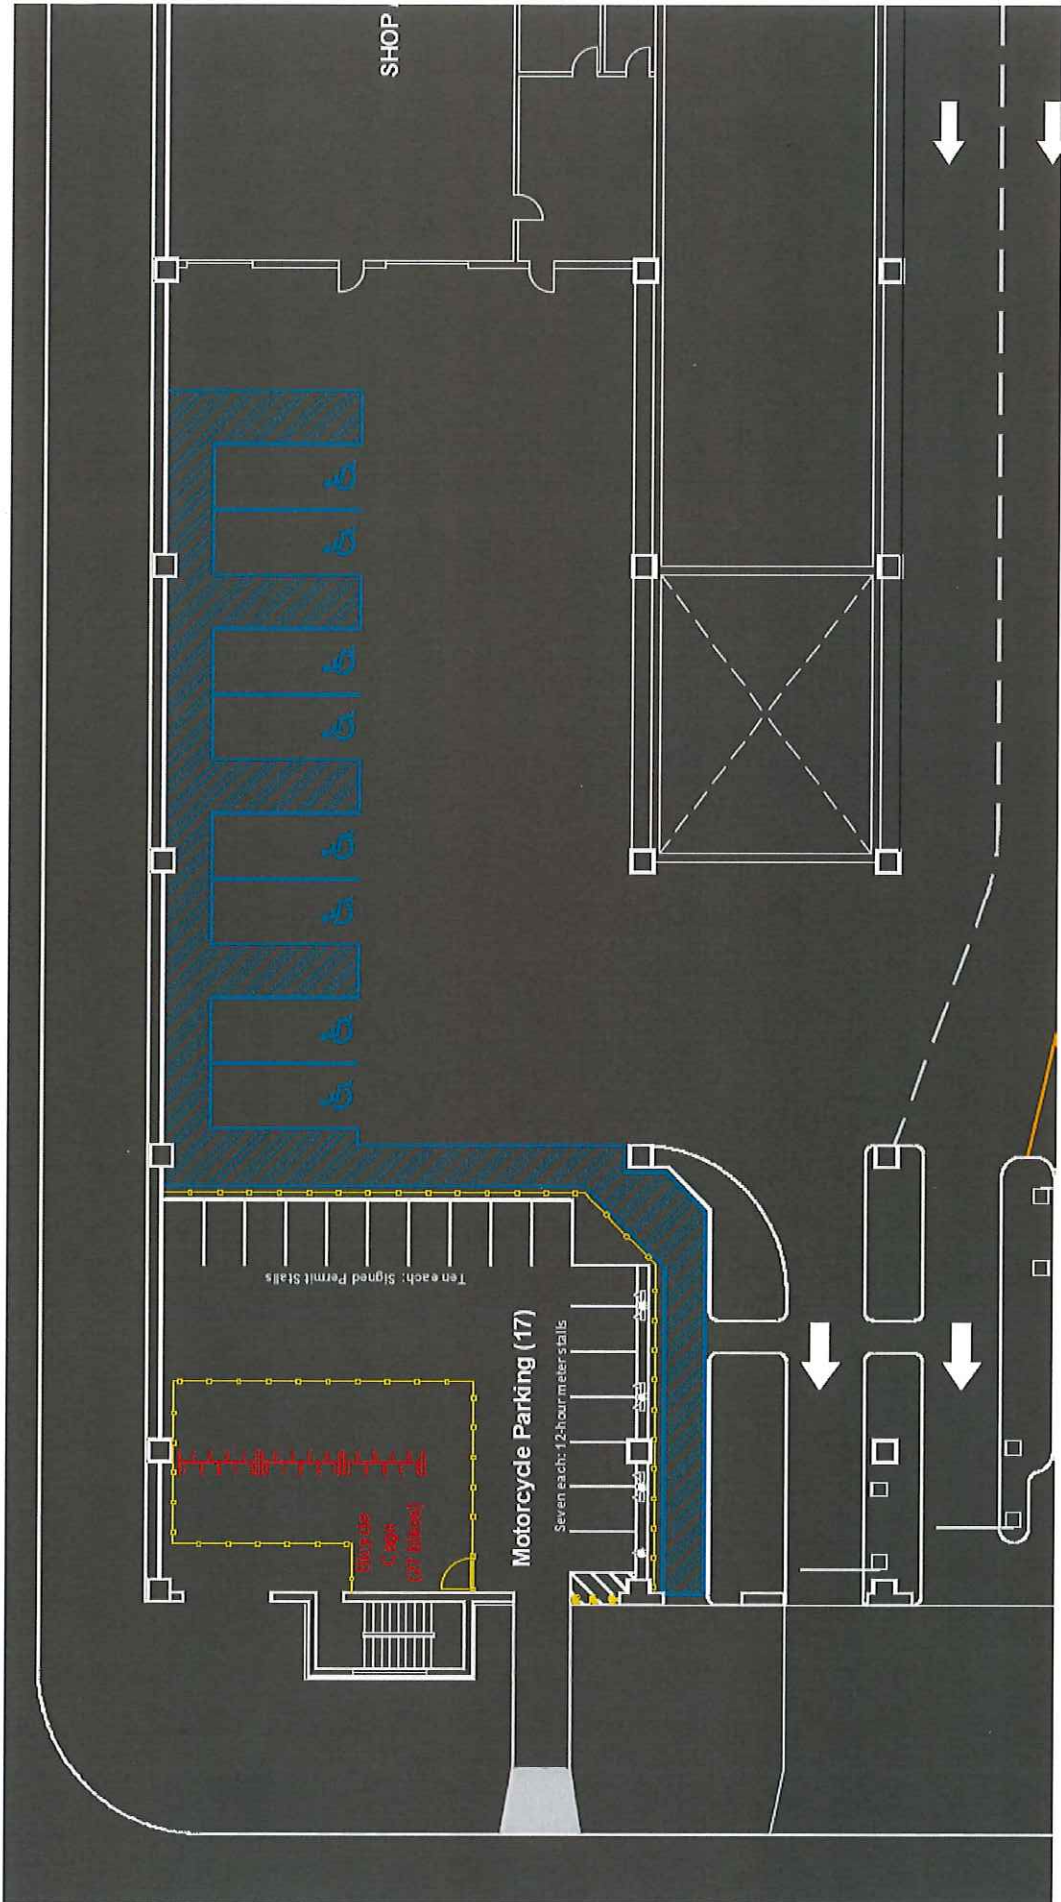 SHOP
Ten each: Signed Permit Stalls
Motorcycle Parking (17)
Seven each: 12-hour meter stalls
Bicycle
Cage